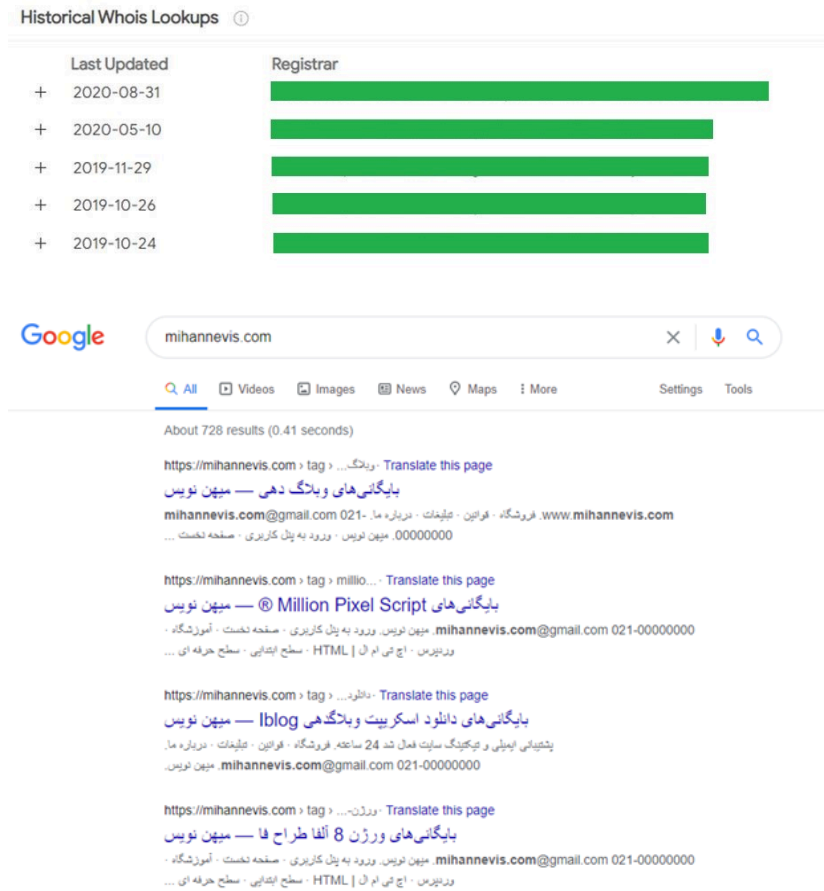 Historical Whois Lookups
Last Updated Registrar
+ 2020-08-31
+ 2020-05-10
+ 2019-11-29
+ 2019-10-26
+ 2019-10-24
Google mihannevis.com
All Videos Images News Maps More Settings Tools
About 728 results (0.41 seconds)
https://mihannevis.com › tag › ...وبلاگ · Translate this page
بایگانی‌های وبلاگ دهی — میهن نویس
mihannevis.com@gmail.com 021- .فروشگاه · قوانین · تبلیغات · درباره ما .www.mihannevis.com
00000000. میهن نویس · ورود به پنل کاربری · صفحه نخست ...
https://mihannevis.com › tag › millio... · Translate this page
بایگانی‌های Million Pixel Script ® — میهن نویس
mihannevis.com@gmail.com 021-00000000. میهن نویس. ورود به پنل کاربری · صفحه نخست · آموزشگاه ·
وردپرس · اچ تی ام ال | HTML · سطح ابتدایی · سطح حرفه ای ...
https://mihannevis.com › tag › ...دانلود · Translate this page
بایگانی‌های دانلود اسکریپت وبلاگدهی Iblog — میهن نویس
پشتیبانی ایمیلی و تیکتینگ سایت فعال شد 24 ساعته. فروشگاه · قوانین · تبلیغات · درباره ما.
mihannevis.com@gmail.com 021-00000000. میهن نویس.
https://mihannevis.com › tag › ...-ورژن · Translate this page
بایگانی‌های ورژن 8 آلفا طراح فا — میهن نویس
mihannevis.com@gmail.com 021-00000000. میهن نویس. ورود به پنل کاربری · صفحه نخست · آموزشگاه ·
وردپرس · اچ تی ام ال | HTML · سطح ابتدایی · سطح حرفه ای ...